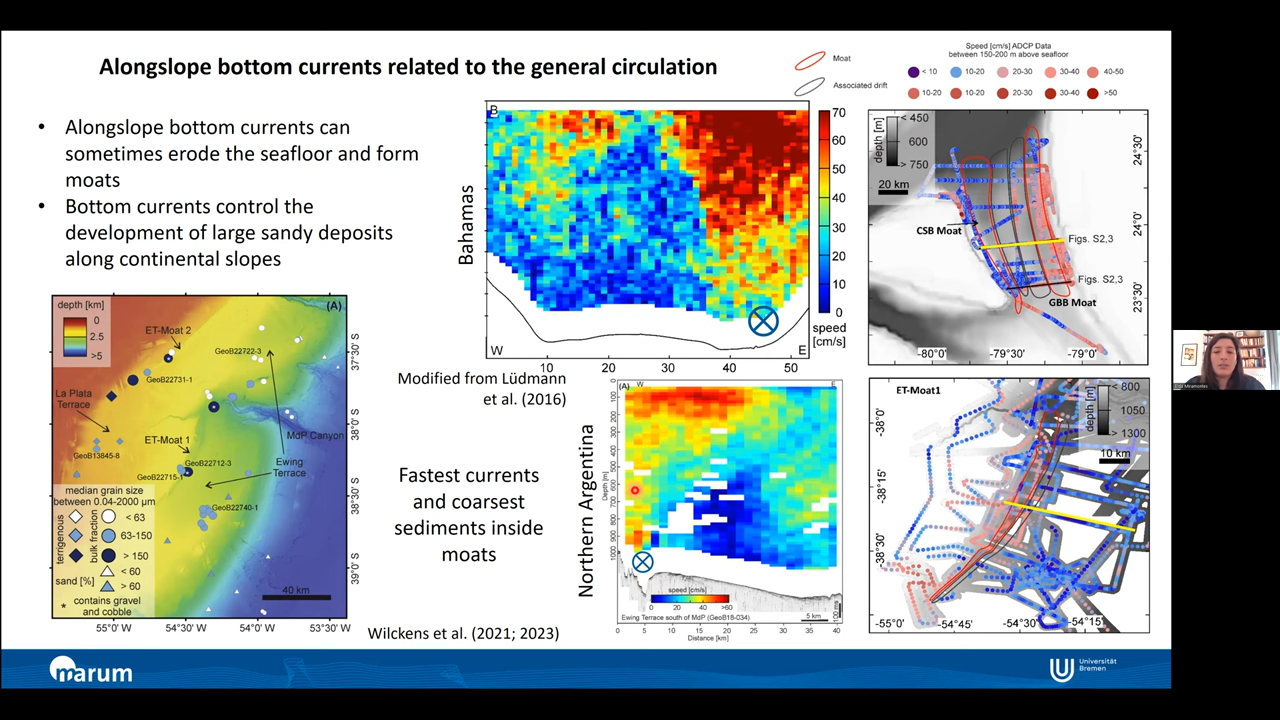 Alongslope bottom currents related to the general circulation
• Alongslope bottom currents can
sometimes erode the seafloor and form
moats
• Bottom currents control the
development of large sandy deposits
along continental slopes
depth [km]
0
2.5
>5
(A)
ET-Moat 2
GeoB22722-3
GeoB22731-1
La Plata
Terrace
MdP Canyon
ET-Moat 1
GeoB22712-3
GeoB13845-8
GeoB22715-1
Ewing
Terrace
GeoB22740-1
median grain size
between 0.04-2000 µm
terrigenous
bulk fraction
< 63
63-150
> 150
sand [%]
< 60
> 60
* contains gravel
and cobble
40 km
37°30' S
38°0' S
38°30' S
39°0' S
55°0' W
54°30' W
54°0' W
53°30' W
Bahamas
B
W
E
10
20
30
40
50
70
60
50
40
30
20
10
0
speed
[cm/s]
Modified from Lüdmann
et al. (2016)
Fastest currents
and coarsest
sediments inside
moats
Wilckens et al. (2021; 2023)
Northern Argentina
(A)
W
E
0
100
200
300
400
500
600
700
800
900
1000
Depth [m]
speed [cm/s]
0
20
40
>60
Ewing Terrace south of MdP (GeoB18-034)
5 km
100 ms
0
5
10
15
20
25
30
35
40
Distance [km]
Moat
Associated drift
Speed [cm/s] ADCP Data
between 150-200 m above seafloor
< 10
10-20
20-30
30-40
40-50
10-20
10-20
20-30
30-40
>50
depth [m]
< 450
600
> 750
20 km
CSB Moat
Figs. S2,3
Figs. S2,3
GBB Moat
24°30'
24°0'
23°30'
-80°0'
-79°30'
-79°0'
ET-Moat1
depth [m]
< 800
1050
> 1300
10 km
-38°0'
-38°15'
-38°30'
-55°0'
-54°45'
-54°30'
-54°15'
marum
Universität
Bremen
Elda Miramontes